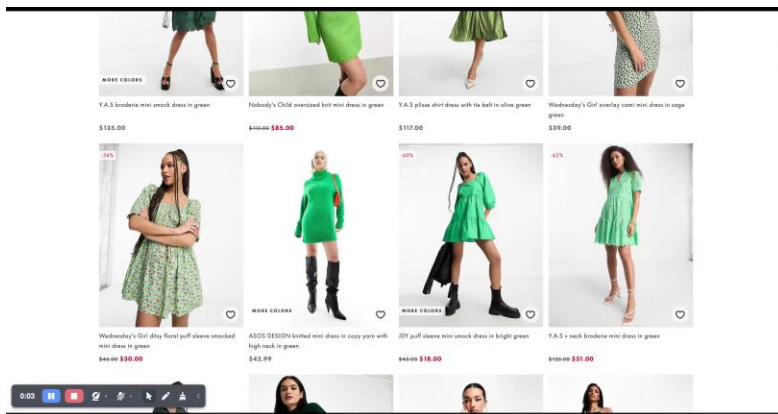 MORE COLORS
Y.A.S broderie mini smock dress in green
$135.00
Nobody's Child oversized knit mini dress in green
$85.00
Y.A.S plisse shirt dress with tie belt in olive green
$117.00
Wednesday's Girl overlay cami mini dress in sage
green
$39.00
-34%
Wednesday's Girl ditsy floral puff sleeve smocked
mini dress in green
$46.00 $30.00
MORE COLORS
ASOS DESIGN knitted mini dress in cozy yarn with
high neck in green
$43.99
-60%
MORE COLORS
JDY puff sleeve mini smock dress in bright green
$45.00 $18.00
-62%
Y.A.S v neck broderie mini dress in green
$51.00
0:03